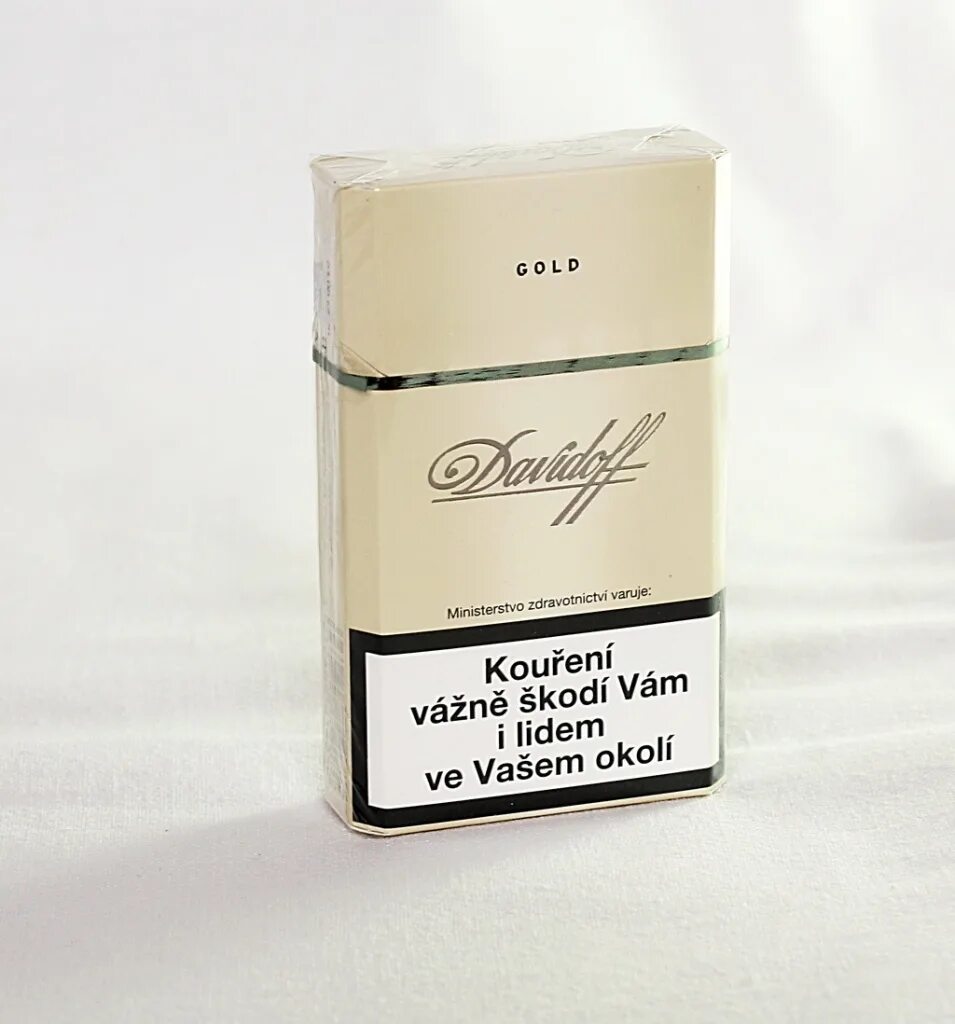 GOLD
Davidoff
Ministerstvo zdravotnictví varuje:
Kouření
vážně škodí Vám
i lidem
ve Vašem okolí